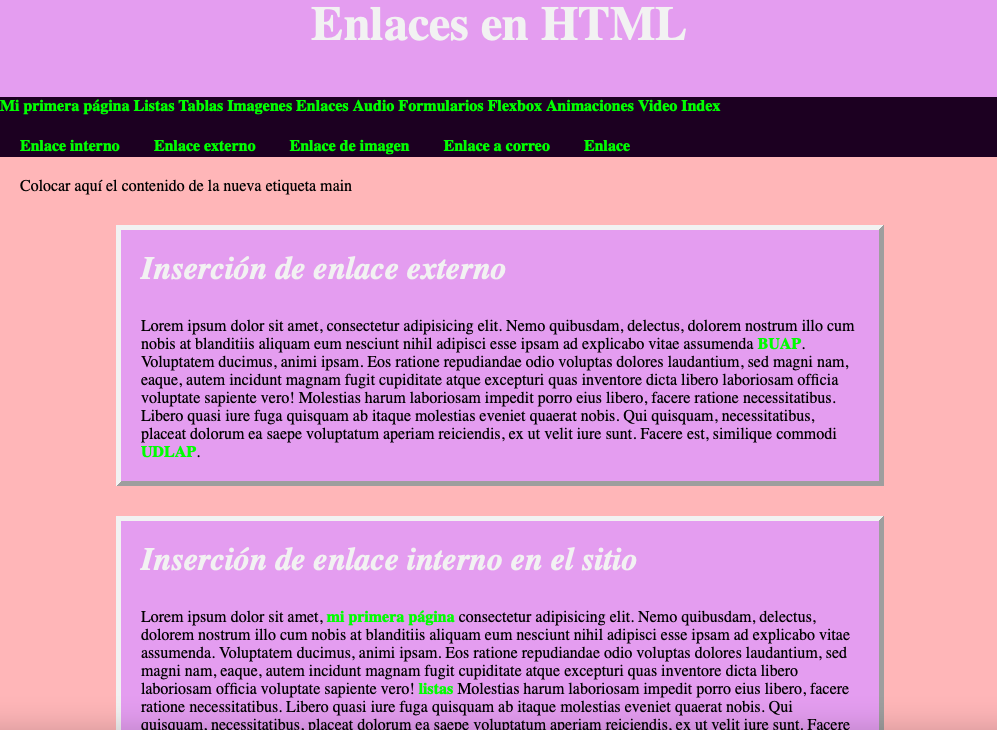 Enlaces en HTML
Mi primera página Listas Tablas Imagenes Enlaces Audio Formularios Flexbox Animaciones Video Index
Enlace interno Enlace externo Enlace de imagen Enlace a correo Enlace
Colocar aquí el contenido de la nueva etiqueta main
Inserción de enlace externo
Lorem ipsum dolor sit amet, consectetur adipisicing elit. Nemo quibusdam, delectus, dolorem nostrum illo cum
nobis at blanditiis aliquam eum nesciunt nihil adipisci esse ipsam ad explicabo vitae assumenda BUAP.
Voluptatem ducimus, animi ipsam. Eos ratione repudiandae odio voluptas dolores laudantium, sed magni nam,
eaque, autem incidunt magnam fugit cupiditate atque excepturi quas inventore dicta libero laboriosam officia
voluptate sapiente vero! Molestias harum laboriosam impedit porro eius libero, facere ratione necessitatibus.
Libero quasi iure fuga quisquam ab itaque molestias eveniet quaerat nobis. Qui quisquam, necessitatibus,
placeat dolorum ea saepe voluptatum aperiam reiciendis, ex ut velit iure sunt. Facere est, similique commodi
UDLAP.
Inserción de enlace interno en el sitio
Lorem ipsum dolor sit amet, mi primera página consectetur adipisicing elit. Nemo quibusdam, delectus,
dolorem nostrum illo cum nobis at blanditiis aliquam eum nesciunt nihil adipisci esse ipsam ad explicabo vitae
assumenda. Voluptatem ducimus, animi ipsam. Eos ratione repudiandae odio voluptas dolores laudantium, sed
magni nam, eaque, autem incidunt magnam fugit cupiditate atque excepturi quas inventore dicta libero
laboriosam officia voluptate sapiente vero! listas Molestias harum laboriosam impedit porro eius libero, facere
ratione necessitatibus. Libero quasi iure fuga quisquam ab itaque molestias eveniet quaerat nobis. Qui
quisquam, necessitatibus, placeat dolorum ea saepe voluptatum aperiam reiciendis, ex ut velit iure sunt. Facere